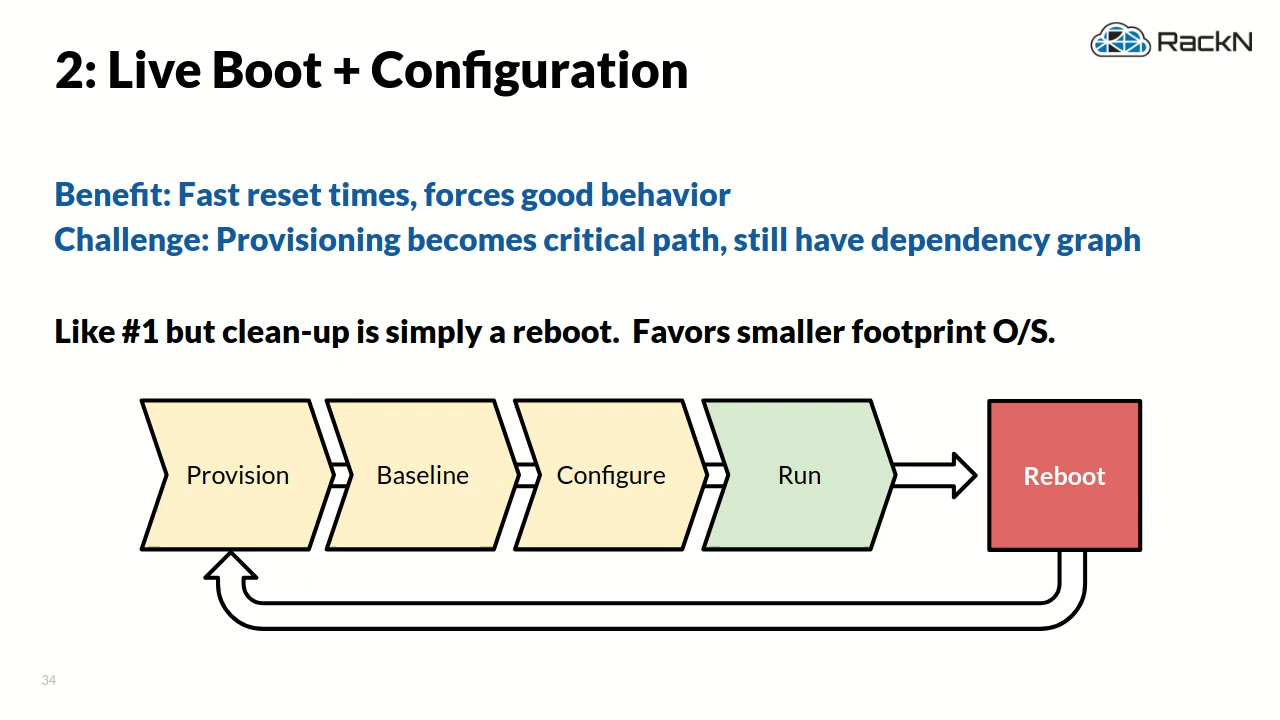 RackN
2: Live Boot + Configuration
Benefit: Fast reset times, forces good behavior
Challenge: Provisioning becomes critical path, still have dependency graph
Like #1 but clean-up is simply a reboot.  Favors smaller footprint O/S.
Provision
Baseline
Configure
Run
Reboot
34